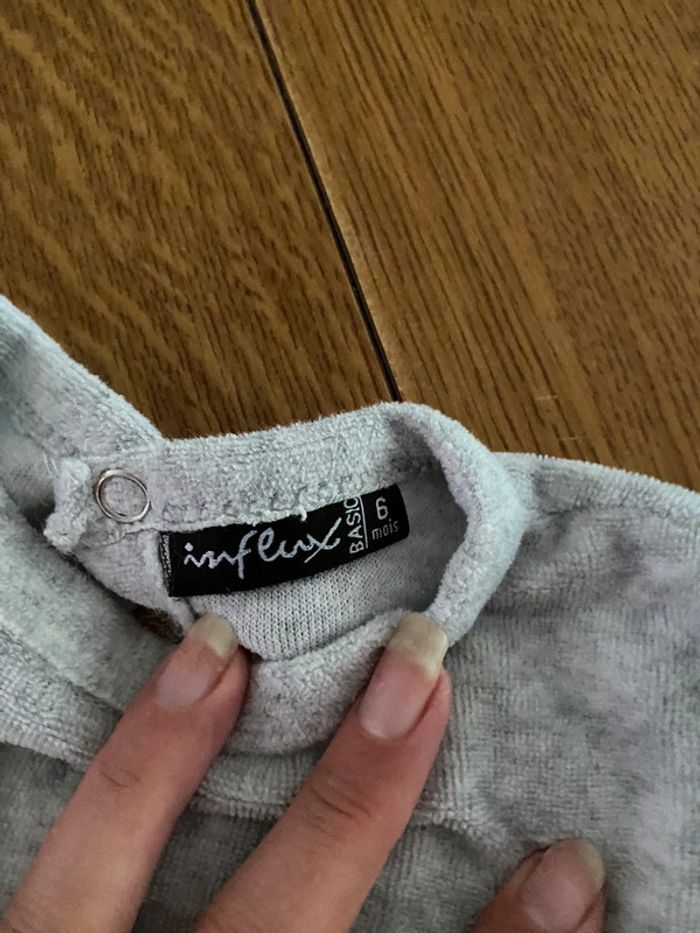 influx
BASIC
6
mois